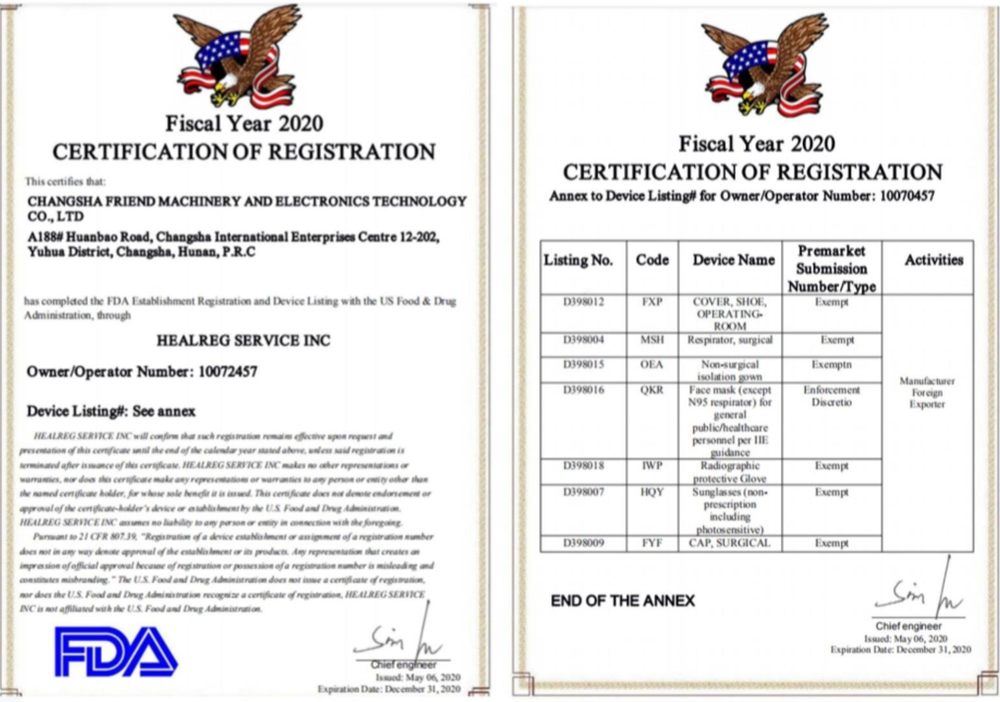 Fiscal Year 2020
CERTIFICATION OF REGISTRATION
This certifies that:
CHANGSHA FRIEND MACHINERY AND ELECTRONICS TECHNOLOGY
CO., LTD
A188# Huanbao Road, Changsha International Enterprises Centre 12-202,
Yuhua District, Changsha, Hunan, P.R.C
has completed the FDA Establishment Registration and Device Listing with the US Food & Drug
Administration, through
HEALREG SERVICE INC
Owner/Operator Number: 10072457
Device Listing#: See annex
HEALREG SERVICE INC will confirm that such registration remains effective upon request and
presentation of this certificate until the end of the calendar year stated above, unless said registration is
terminated after issuance of this certificate. HEALREG SERVICE INC makes no other representations or
warranties, nor does this certificate make any representations or warranties to any person or entity other than
the named certificate holder, for whose sole benefit it is issued. This certificate does not denote endorsement or
approval of the certificate-holder's device or establishment by the U.S. Food and Drug Administration.
HEALREG SERVICE INC assumes no liability to any person or entity in connection with the foregoing.
Pursuant to 21 CFR 807.39, "Registration of a device establishment or assignment of a registration number
does not in any way denote approval of the establishment or its products. Any representation that creates an
impression of official approval because of registration or possession of a registration number is misleading and
constitutes misbranding. " The U.S. Food and Drug Administration does not issue a certificate of registration,
nor does the U.S. Food and Drug Administration recognize a certificate of registration, HEALREG SERVICE
INC is not affiliated with the U.S. Food and Drug Administration.
FDA
Chief engineer
Issued: May 06, 2020
Expiration Date: December 31, 2020
Fiscal Year 2020
CERTIFICATION OF REGISTRATION
Annex to Device Listing# for Owner/Operator Number: 10070457
Listing No. Code Device Name Premarket Submission Number/Type Activities
D398012 FXP COVER, SHOE, OPERATING-ROOM Exempt
D398004 MSH Respirator, surgical Exempt
D398015 OEA Non-surgical isolation gown Exemptn
D398016 QKR Face mask (except N95 respirator) for general public/healthcare personnel per IIE guidance Enforcement Discretio
D398018 IWP Radiographic protective Glove Exempt
D398007 HQY Sunglasses (non-prescription including photosensitive) Exempt
D398009 FYF CAP, SURGICAL Exempt
Manufacturer
Foreign
Exporter
END OF THE ANNEX
Chief engineer
Issued: May 06, 2020
Expiration Date: December 31, 2020